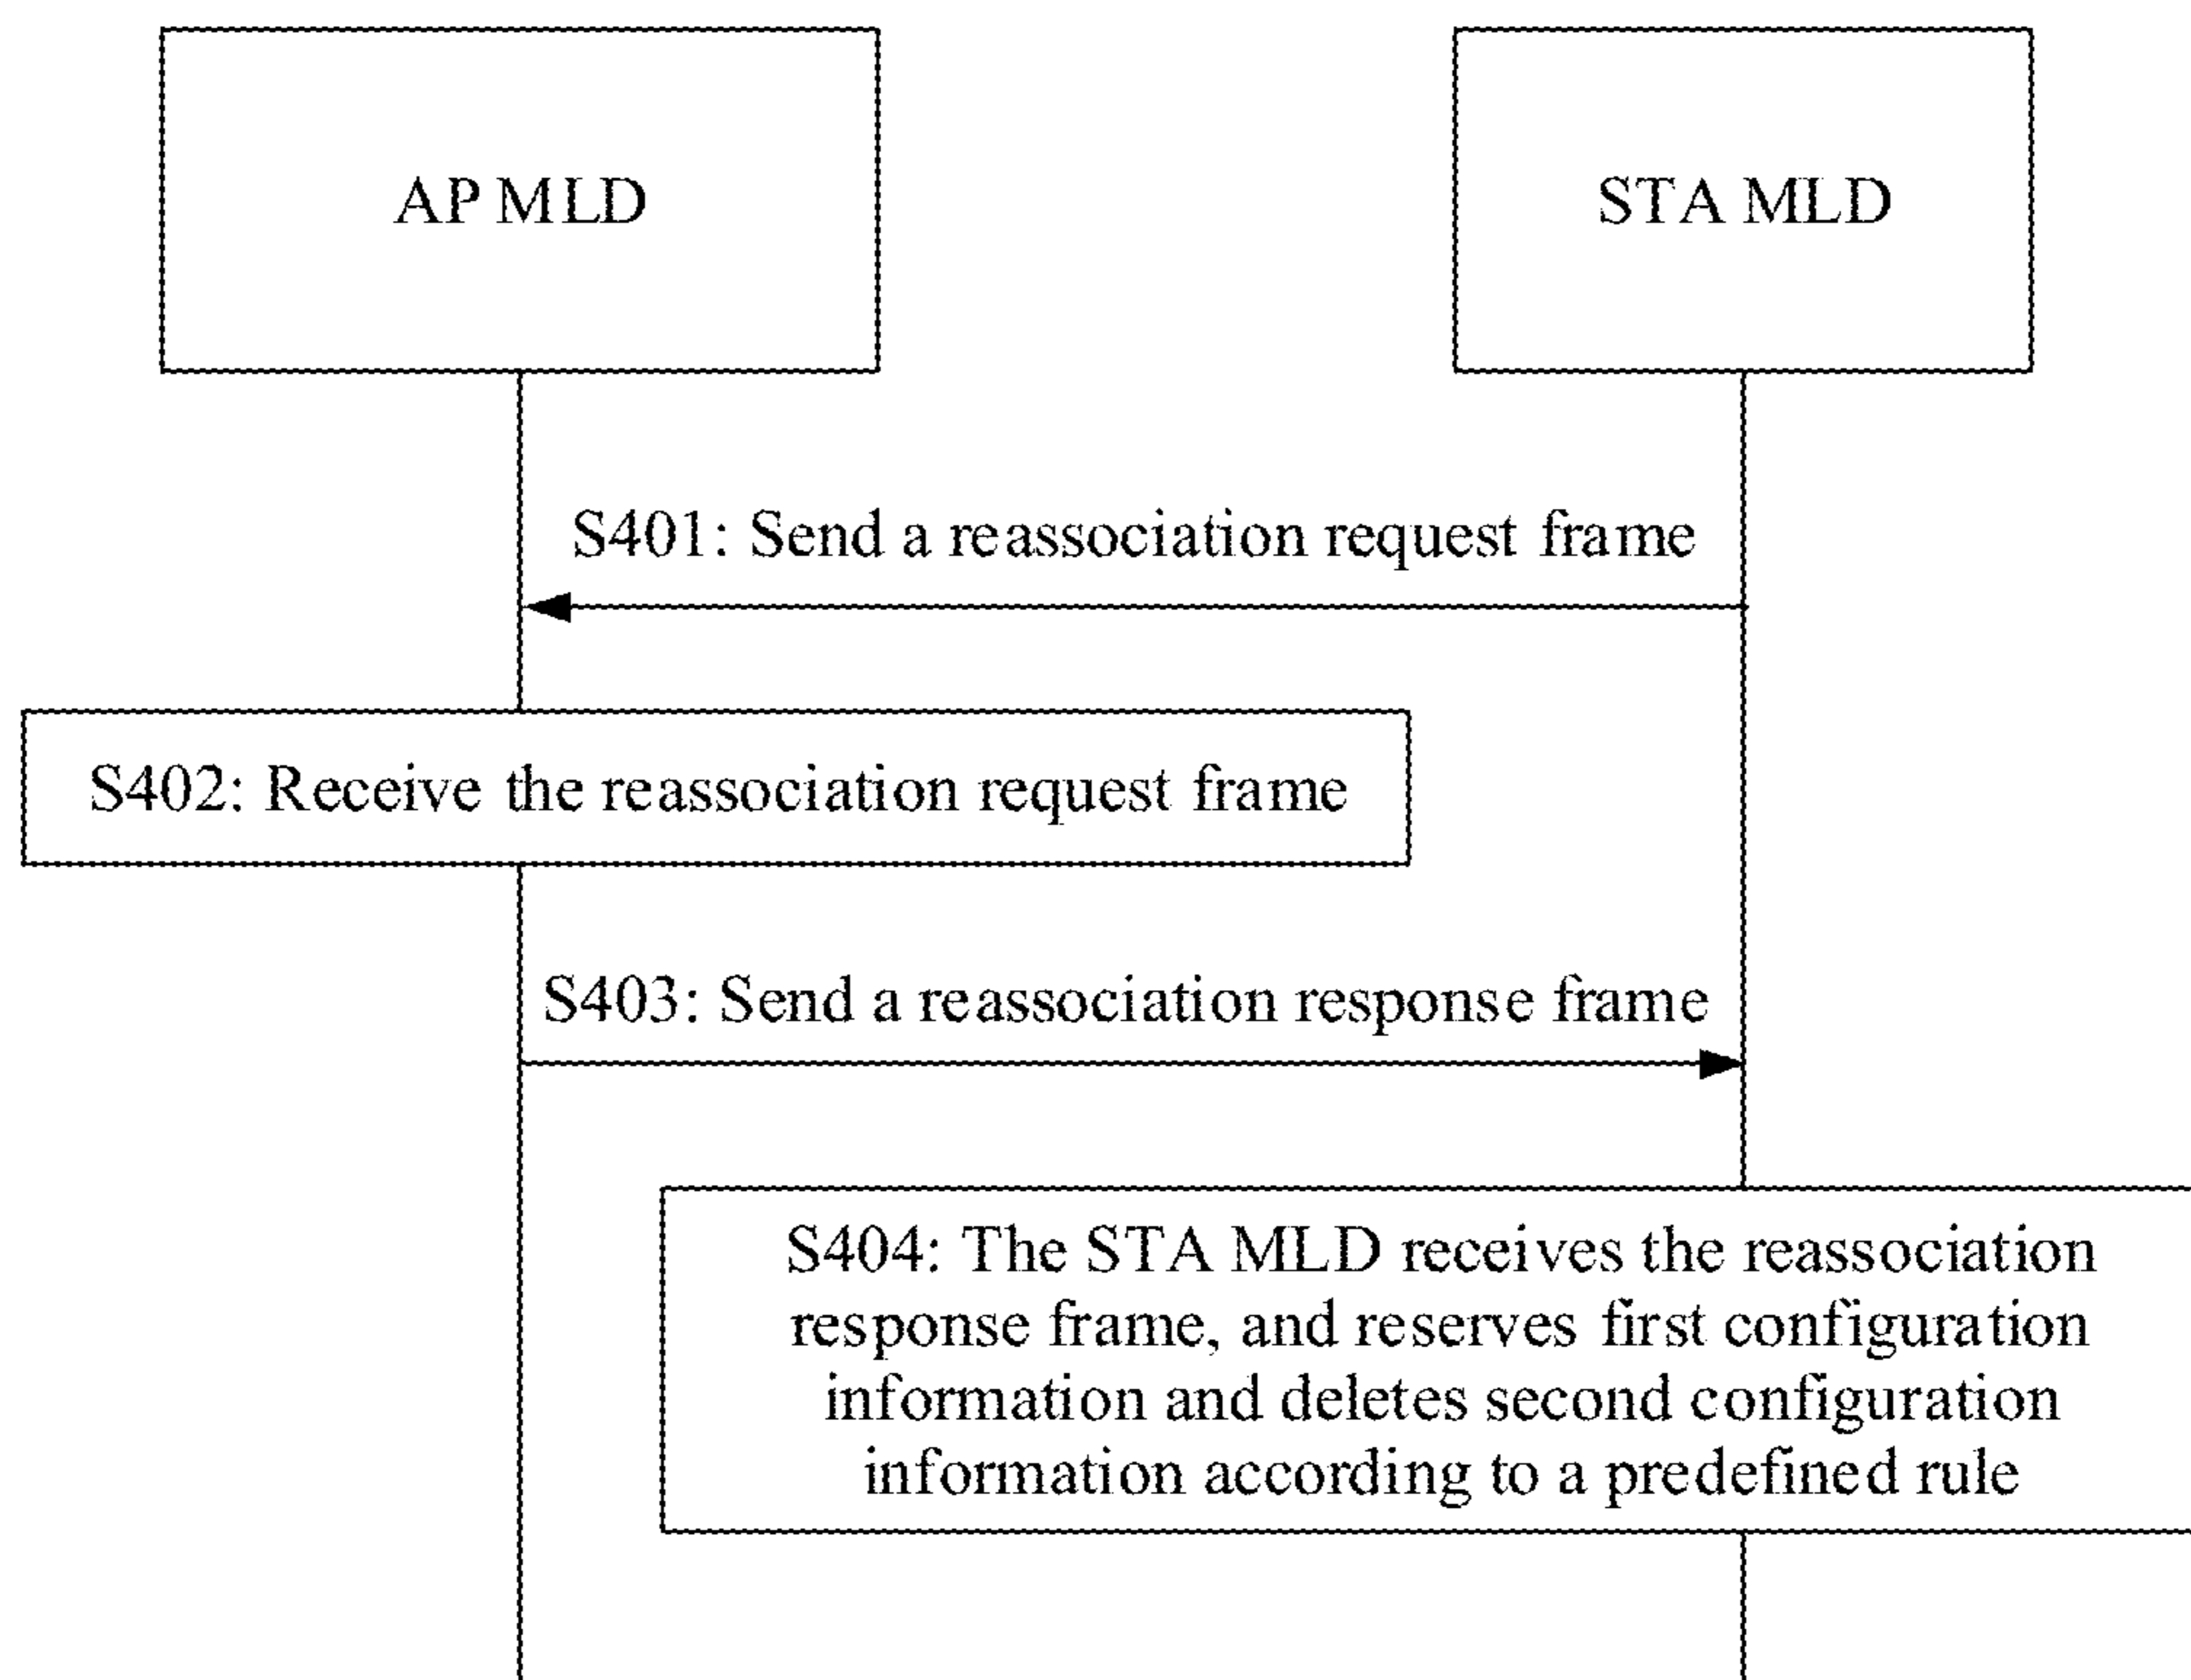 AP MLD
STA MLD
S401: Send a reassociation request frame
S402: Receive the reassociation request frame
S403: Send a reassociation response frame
S404: The STA MLD receives the reassociation
response frame, and reserves first configuration
information and deletes second configuration
information according to a predefined rule